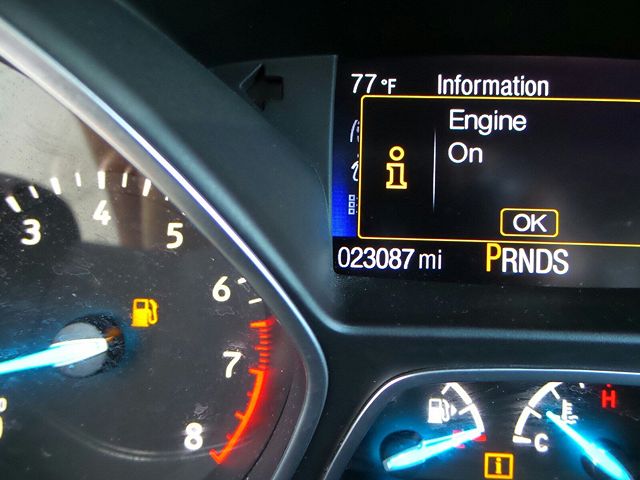 77°F Information
Engine
On
OK
023087 mi PRNDS
3
4
5
6
7
8
H
C